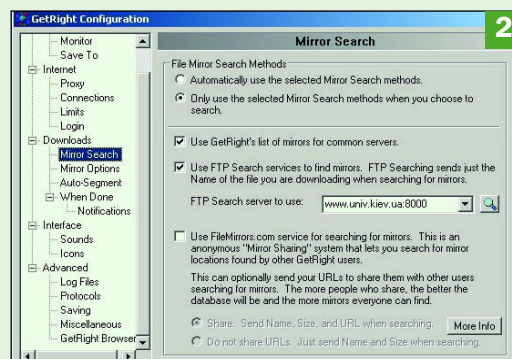 GetRight Configuration
2
Monitor
Save To
Internet
Proxy
Connections
Limits
Login
Downloads
Mirror Search
Mirror Options
Auto-Segment
When Done
Notifications
Interface
Sounds
Icons
Advanced
Log Files
Protocols
Saving
Miscellaneous
GetRight Browser
Mirror Search
File Mirror Search Methods
Automatically use the selected Mirror Search methods.
Only use the selected Mirror Search methods when you choose to
search.
Use GetRight's list of mirrors for common servers.
Use FTP Search services to find mirrors. FTP Searching sends just the
Name of the file you are downloading when searching for mirrors.
FTP Search server to use: www.univ.kiev.ua:8000
Use FileMirrors.com service for searching for mirrors. This is an
anonymous "Mirror Sharing" system that lets you search for mirror
locations found by other GetRight users.
This can optionally send your URLs to share them with other users
searching for mirrors. The more people who share, the better the
database will be and the more mirrors everyone can find.
Share. Send Name, Size, and URL when searching.
More Info
Do not share URLs. Just send Name and Size when searching.